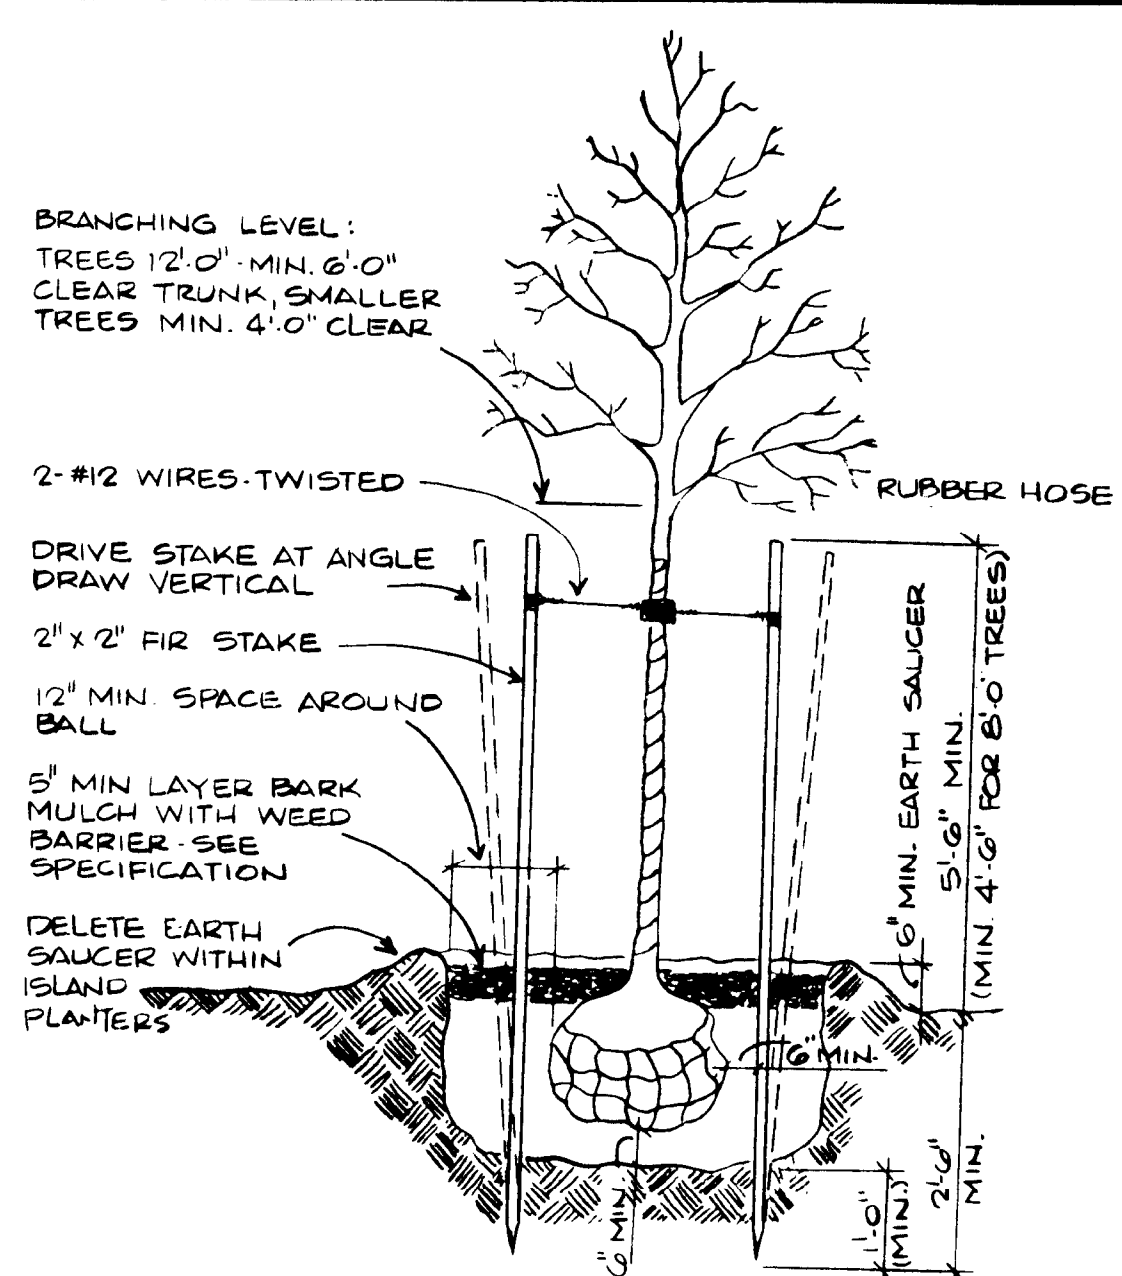 BRANCHING LEVEL:
TREES 12'-0" - MIN. 6'-0"
CLEAR TRUNK, SMALLER
TREES MIN. 4'-0" CLEAR
2-#12 WIRES-TWISTED
RUBBER HOSE
DRIVE STAKE AT ANGLE
DRAW VERTICAL
2" X 2" FIR STAKE
12" MIN. SPACE AROUND
BALL
5" MIN LAYER BARK
MULCH WITH WEED
BARRIER - SEE
SPECIFICATION
DELETE EARTH
SAUCER WITHIN
ISLAND
PLANTERS
6" MIN. EARTH SALICER
5'-6" MIN.
(MIN. 4'-6" FOR 8'-0" TREES)
6" MIN.
6" MIN
1'-0"
(MIN.)
2'-6"
MIN.